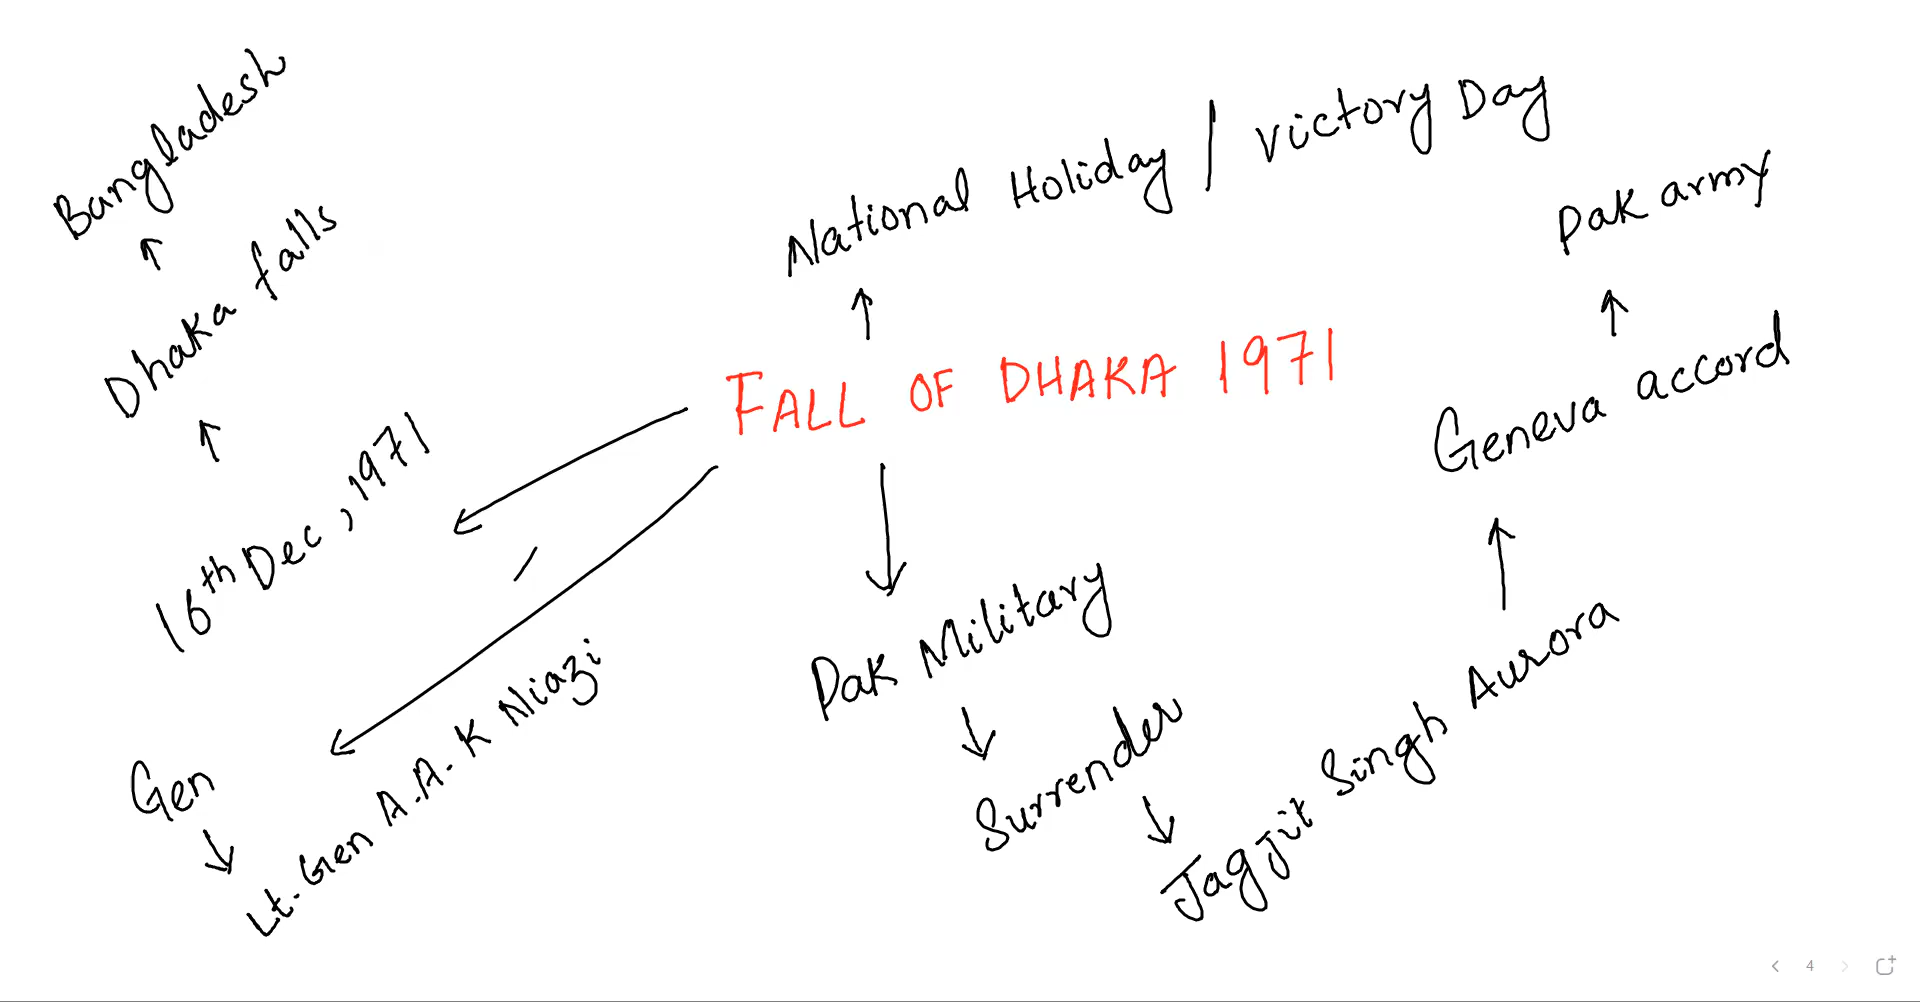 Bangladesh
↑
Dhaka falls
↑
16th Dec, 1971
National Holiday / Victory Day
↑
FALL OF DHAKA 1971
Pak army
↑
Geneva accord
↑
Gen
↓
Lt. Gen A.A.K Niazi
Pak Military
↓
Surrender
↓
Jagjit Singh Aurora
4